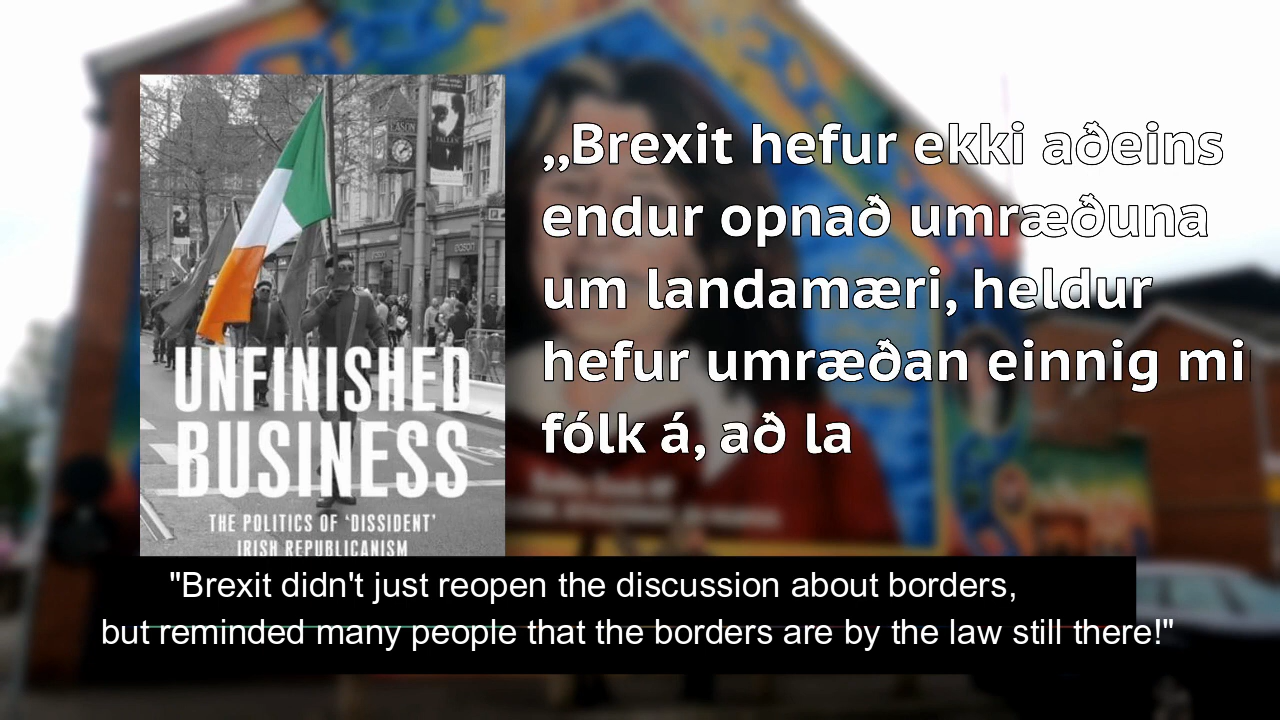 UNFINISHED
BUSINESS
THE POLITICS OF ‘DISSIDENT’
IRISH REPUBLICANISM
„Brexit hefur ekki aðeins
endur opnað umræðuna
um landamæri, heldur
hefur umræðan einnig mi
fólk á, að la
"Brexit didn't just reopen the discussion about borders,
but reminded many people that the borders are by the law still there!"